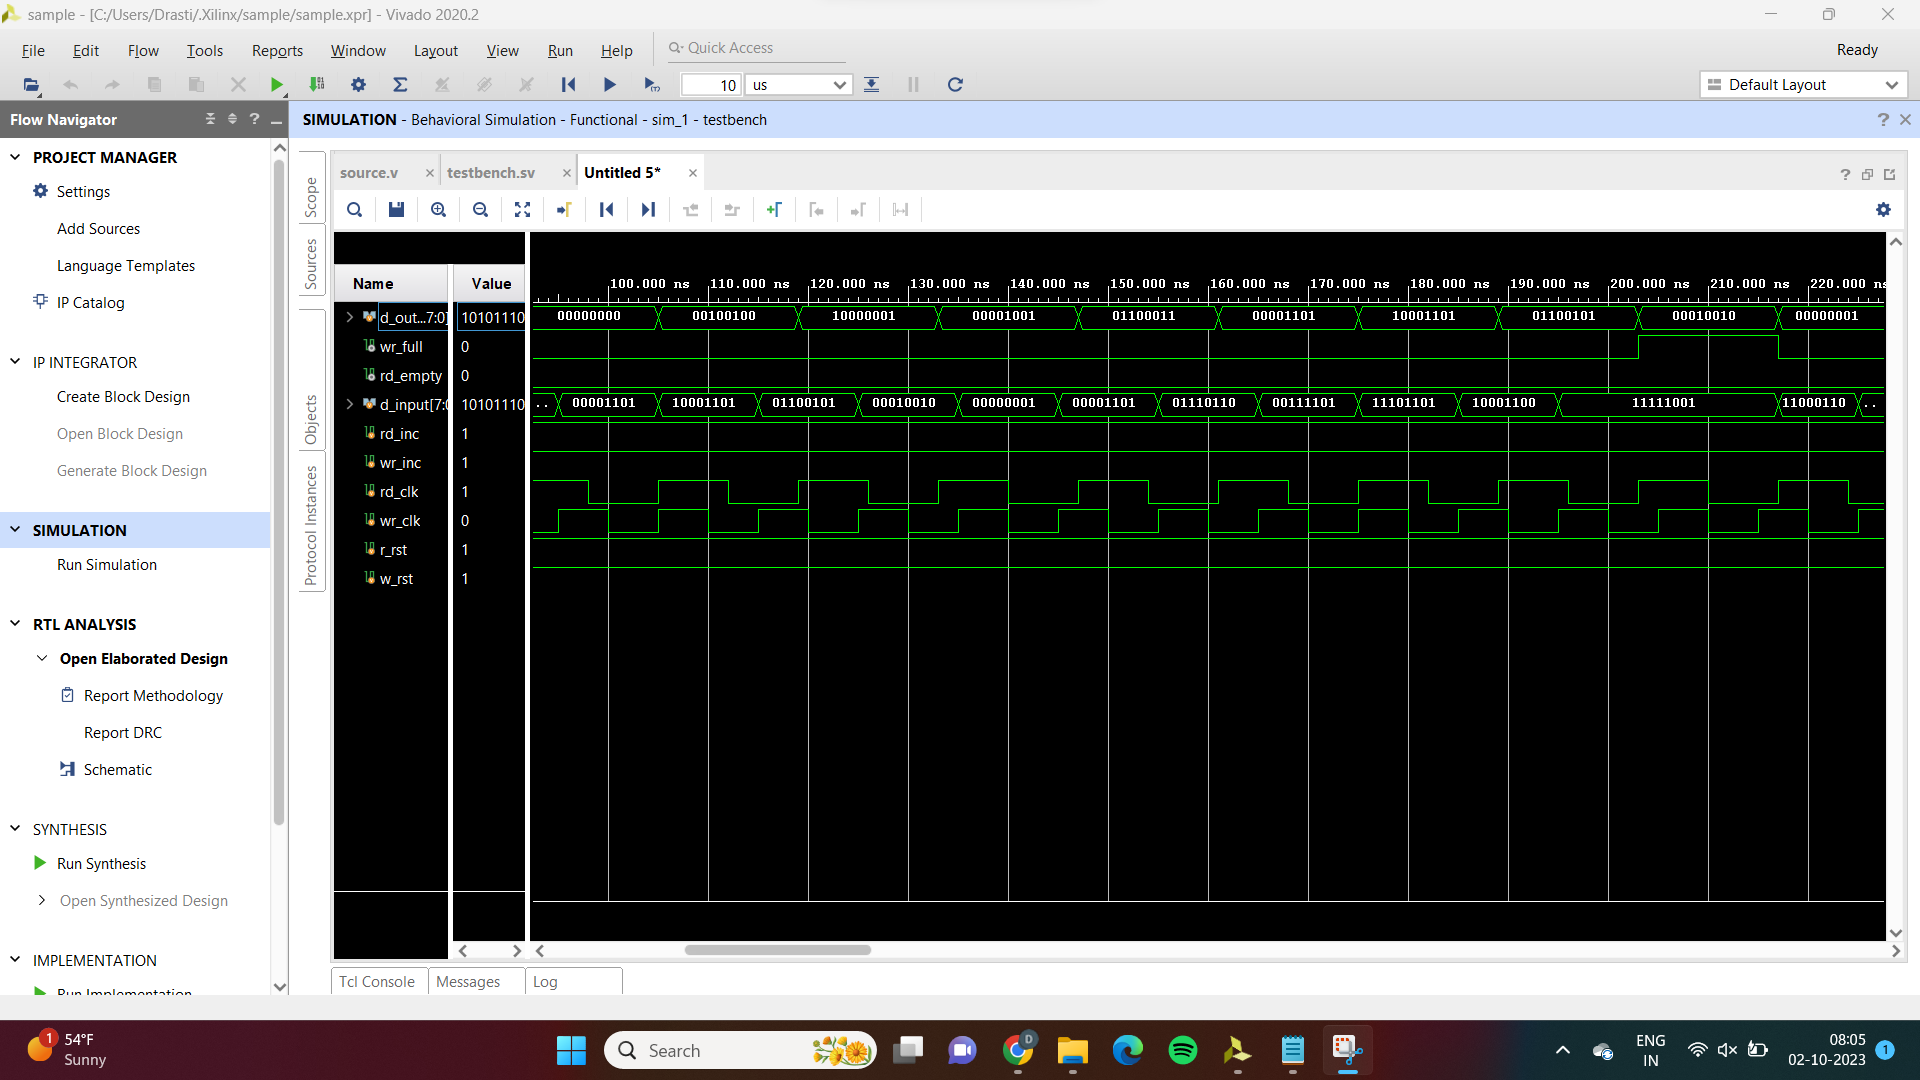 sample - [C:/Users/Drasti/.Xilinx/sample/sample.xpr] - Vivado 2020.2
File Edit Flow Tools Reports Window Layout View Run Help Quick Access Ready
10 us Default Layout
Flow Navigator ? SIMULATION - Behavioral Simulation - Functional - sim_1 - testbench ?
PROJECT MANAGER
Settings
Add Sources
Language Templates
IP Catalog
IP INTEGRATOR
Create Block Design
Open Block Design
Generate Block Design
SIMULATION
Run Simulation
RTL ANALYSIS
Open Elaborated Design
Report Methodology
Report DRC
Schematic
SYNTHESIS
Run Synthesis
Open Synthesized Design
IMPLEMENTATION
Run Implementation
Scope
Sources
Objects
Protocol Instances
source.v testbench.sv Untitled 5* ?
Name Value 100.000 ns 110.000 ns 120.000 ns 130.000 ns 140.000 ns 150.000 ns 160.000 ns 170.000 ns 180.000 ns 190.000 ns 200.000 ns 210.000 ns 220.000 ns
d_out...7:0] 10101110 00000000 00100100 10000001 00001001 01100011 00001101 10001101 01100101 00010010 00000001
wr_full 0
rd_empty 0
d_input[7:0 10101110 .. 00001101 10001101 01100101 00010010 00000001 00001101 01110110 00111101 11101101 10001100 11111001 11000110 ..
rd_inc 1
wr_inc 1
rd_clk 1
wr_clk 0
r_rst 1
w_rst 1
Tcl Console Messages Log
1 54°F
Sunny
Search
D
ENG
IN
08:05
02-10-2023
1